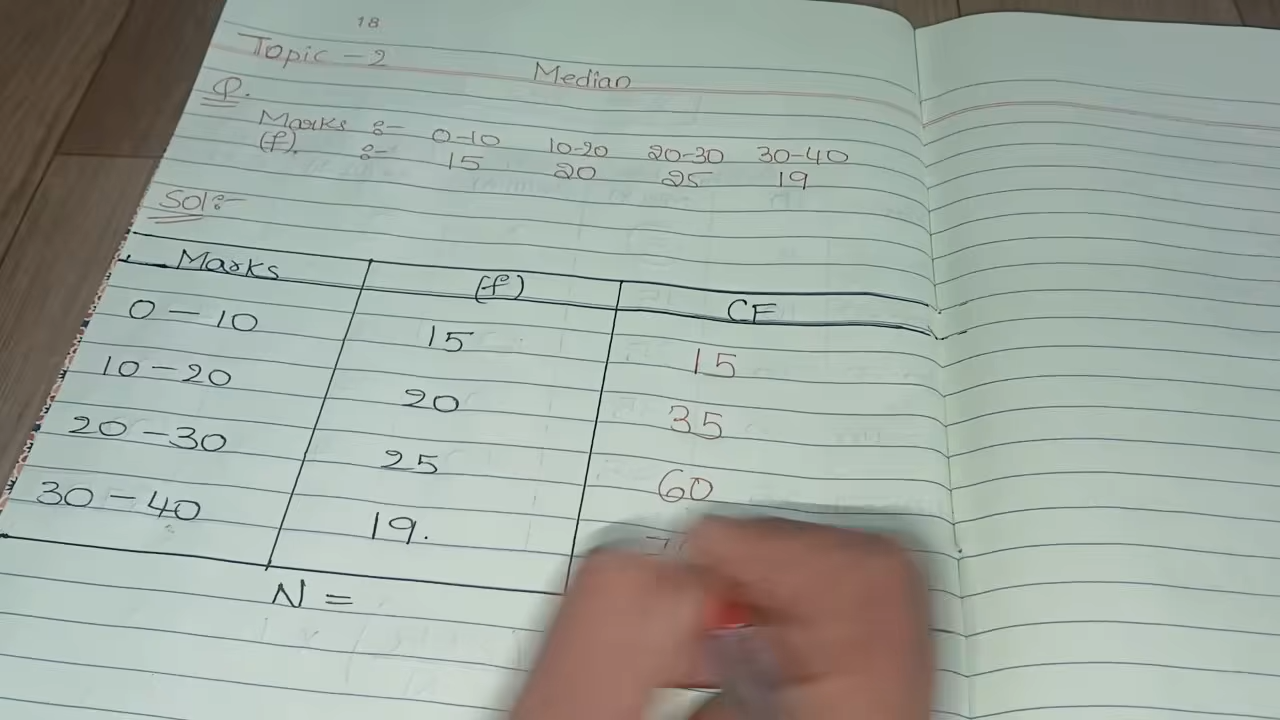 18
Topic - 2 Median
Q.
Marks :- 0-10 10-20 20-30 30-40
(f) :- 15 20 25 19
Sol:-
Marks (f) CF
0 - 10 15 15
10 - 20 20 35
20 - 30 25 60
30 - 40 19.
N =